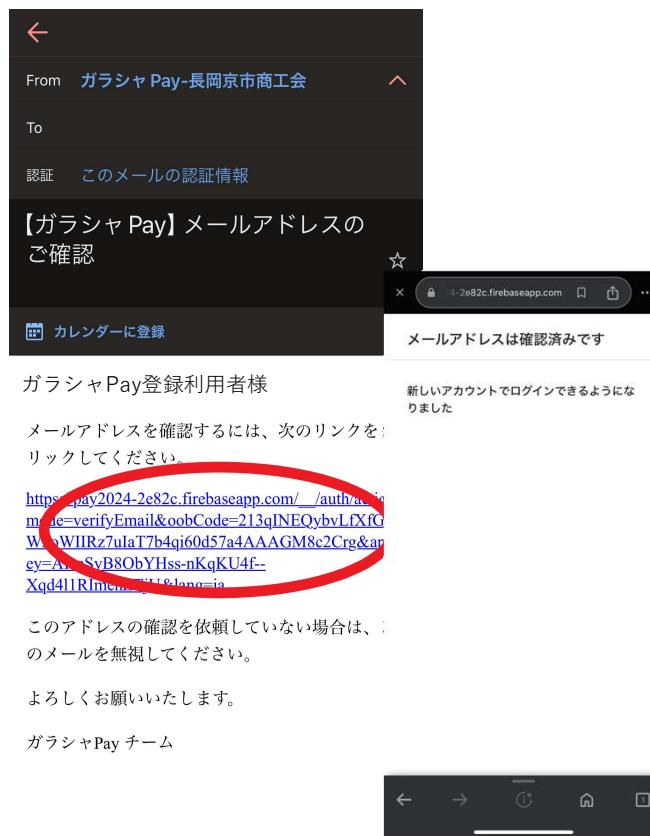 From ガラシャ Pay-長岡京市商工会
To
認証 このメールの認証情報
【ガラシャ Pay】メールアドレスの
ご確認
カレンダーに登録
ガラシャPay登録利用者様
メールアドレスを確認するには、次のリンクを
リックしてください。
pay2024-2e82c.firebaseapp.com/__/auth/
mode=verifyEmail&oobCode=213qINEQybvLfXfG
WIIRz7uIaT7b4qi60d57a4AAAGM8c2Crg&ap
SyB8ObYHss-nKqKU4f--
Xqd4l1RIm
&lang=ja
このアドレスの確認を依頼していない場合は、
のメールを無視してください。
よろしくお願いいたします。
ガラシャPay チーム
4-2e82c.firebaseapp.com
メールアドレスは確認済みです
新しいアカウントでログインできるようにな
りました
1